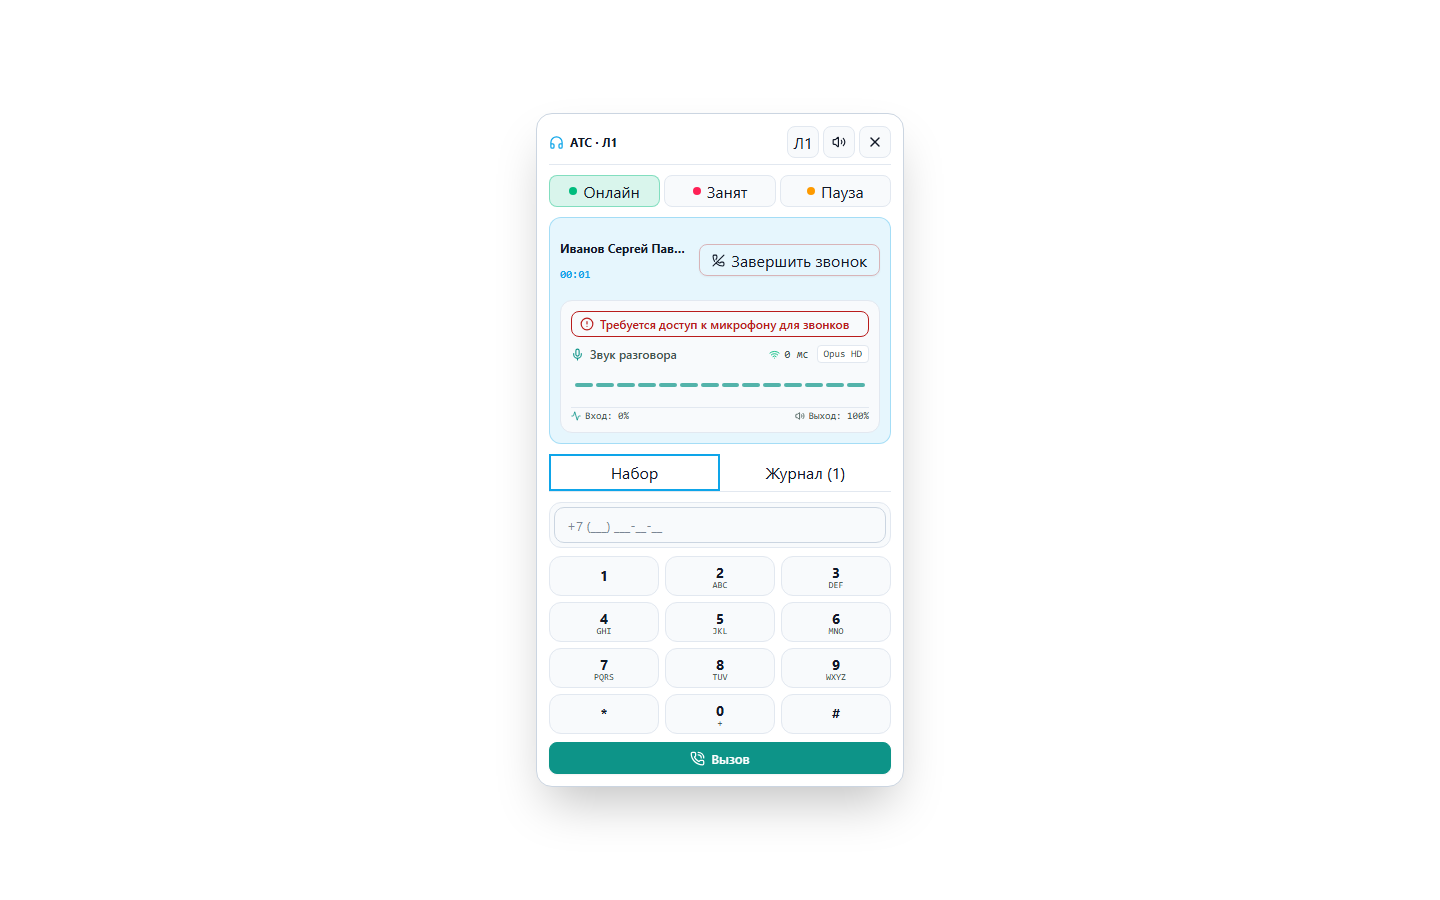 АТС · Л1
Л1
Онлайн
Занят
Пауза
Иванов Сергей Пав...
00:01
Завершить звонок
Требуется доступ к микрофону для звонков
Звук разговора
0 мс
Opus HD
Вход: 0%
Выход: 100%
Набор
Журнал (1)
+7 (__) ___-__-__
1
2
ABC
3
DEF
4
GHI
5
JKL
6
MNO
7
PQRS
8
TUV
9
WXYZ
*
0
+
#
Вызов